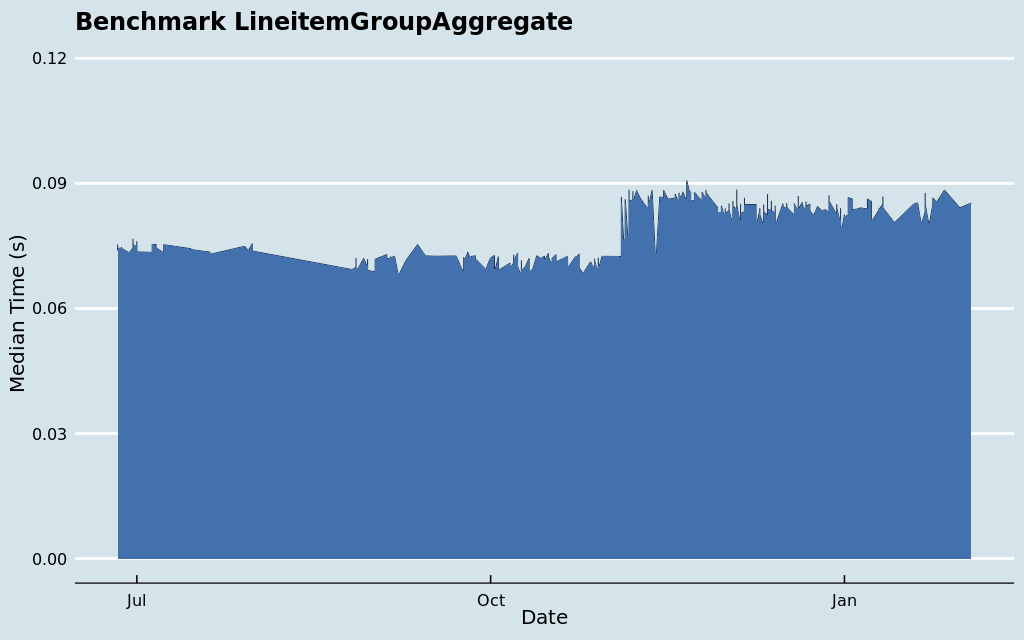 Benchmark LineitemGroupAggregate
0.12
0.09
0.06
0.03
0.00
Median Time (s)
Jul
Oct
Jan
Date